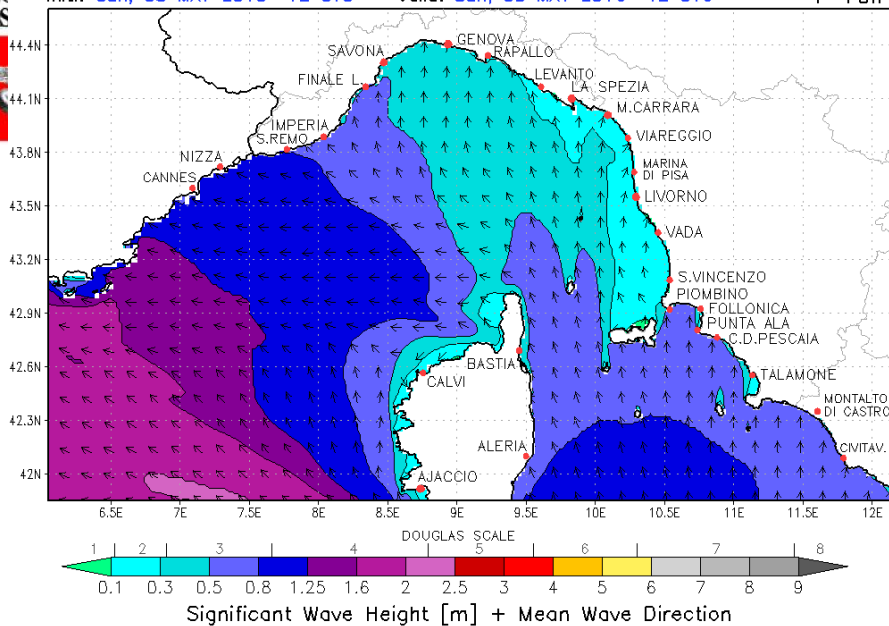 44.4N
44.1N
43.8N
43.5N
43.2N
42.9N
42.6N
42.3N
42N
GENOVA
SAVONA
RAPALLO
FINALE L.
LEVANTO
LA SPEZIA
M.CARRARA
IMPERIA
S.REMO
VIAREGGIO
NIZZA
MARINA
DI PISA
CANNES
LIVORNO
VADA
S.VINCENZO
PIOMBINO
FOLLONICA
PUNTA ALA
C.D.PESCAIA
BASTIA
CALVI
TALAMONE
MONTALTO
DI CASTRO
ALERIA
CIVITAV.
AJACCIO
6.5E 7E 7.5E 8E 8.5E 9E 9.5E 10E 10.5E 11E 11.5E 12E
DOUGLAS SCALE
1 2 3 4 5 6 7 8
0.1 0.3 0.5 0.8 1.25 1.6 2 2.5 3 4 5 6 7 8 9
Significant Wave Height [m] + Mean Wave Direction